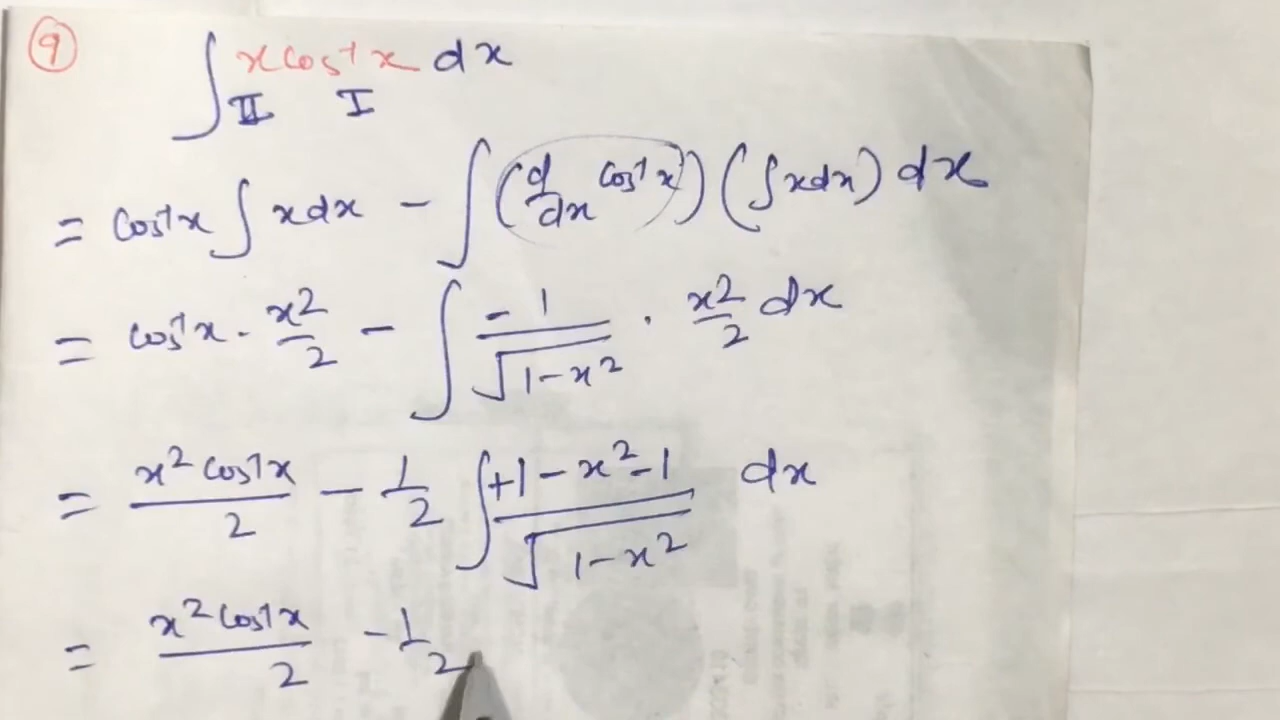 9 ∫ x cos⁻¹x dx
II I
= cos⁻¹x ∫ x dx − ∫ (d/dx cos⁻¹x) (∫x dx) dx
= cos⁻¹x · x²/2 − ∫ −1/√(1−x²) · x²/2 dx
= x² cos⁻¹x/2 − 1/2 ∫ (+1−x²−1)/√(1−x²) dx
= x² cos⁻¹x/2 − 1/2